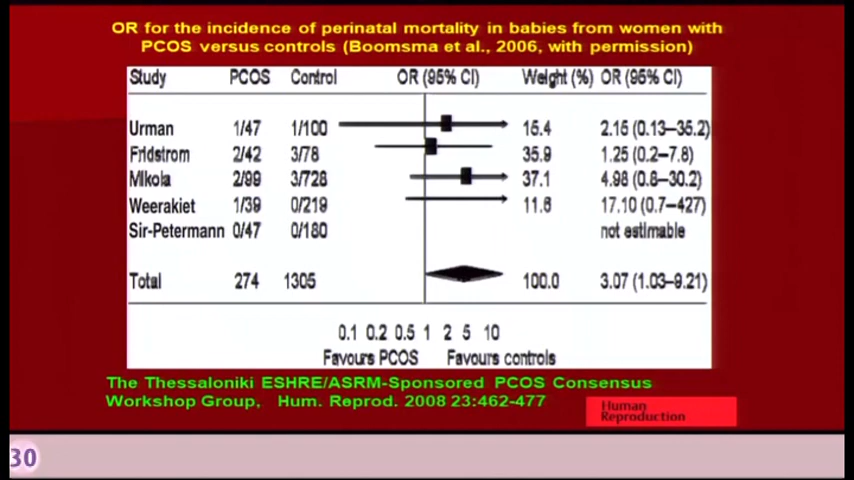 OR for the incidence of perinatal mortality in babies from women with
PCOS versus controls (Boomsma et al., 2006, with permission)
Study PCOS Control OR (95% CI) Weight (%) OR (95% CI)
Urman 1/47 1/100 15.4 2.15 (0.13–35.2)
Fridstrom 2/42 3/78 35.9 1.25 (0.2–7.8)
Mikola 2/99 3/728 37.1 4.98 (0.8–30.2)
Weerakiet 1/39 0/219 11.6 17.10 (0.7–427)
Sir-Petermann 0/47 0/180 not estimable
Total 274 1305 100.0 3.07 (1.03–9.21)
0.1 0.2 0.5 1 2 5 10
Favours PCOS Favours controls
The Thessaloniki ESHRE/ASRM-Sponsored PCOS Consensus
Workshop Group, Hum. Reprod. 2008 23:462-477
Human
Reproduction
30